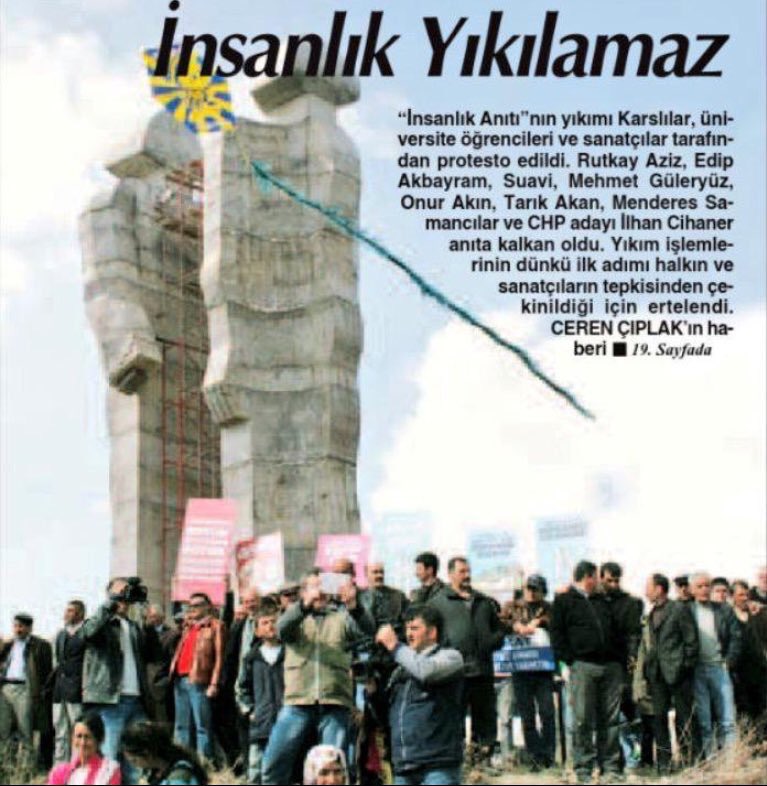 İnsanlık Yıkılamaz
“İnsanlık Anıtı”nın yıkımı Karslılar, üni-
versite öğrencileri ve sanatçılar tarafın-
dan protesto edildi. Rutkay Aziz, Edip
Akbayram, Suavi, Mehmet Güleryüz,
Onur Akın, Tarık Akan, Menderes Sa-
mancılar ve CHP adayı İlhan Cihaner
anıta kalkan oldu. Yıkım işlemle-
rinin dünkü ilk adımı halkın ve
sanatçıların tepkisinden çe-
kinildiği için ertelendi.
CEREN ÇIPLAK’ın ha-
beri ■ 19. Sayfada